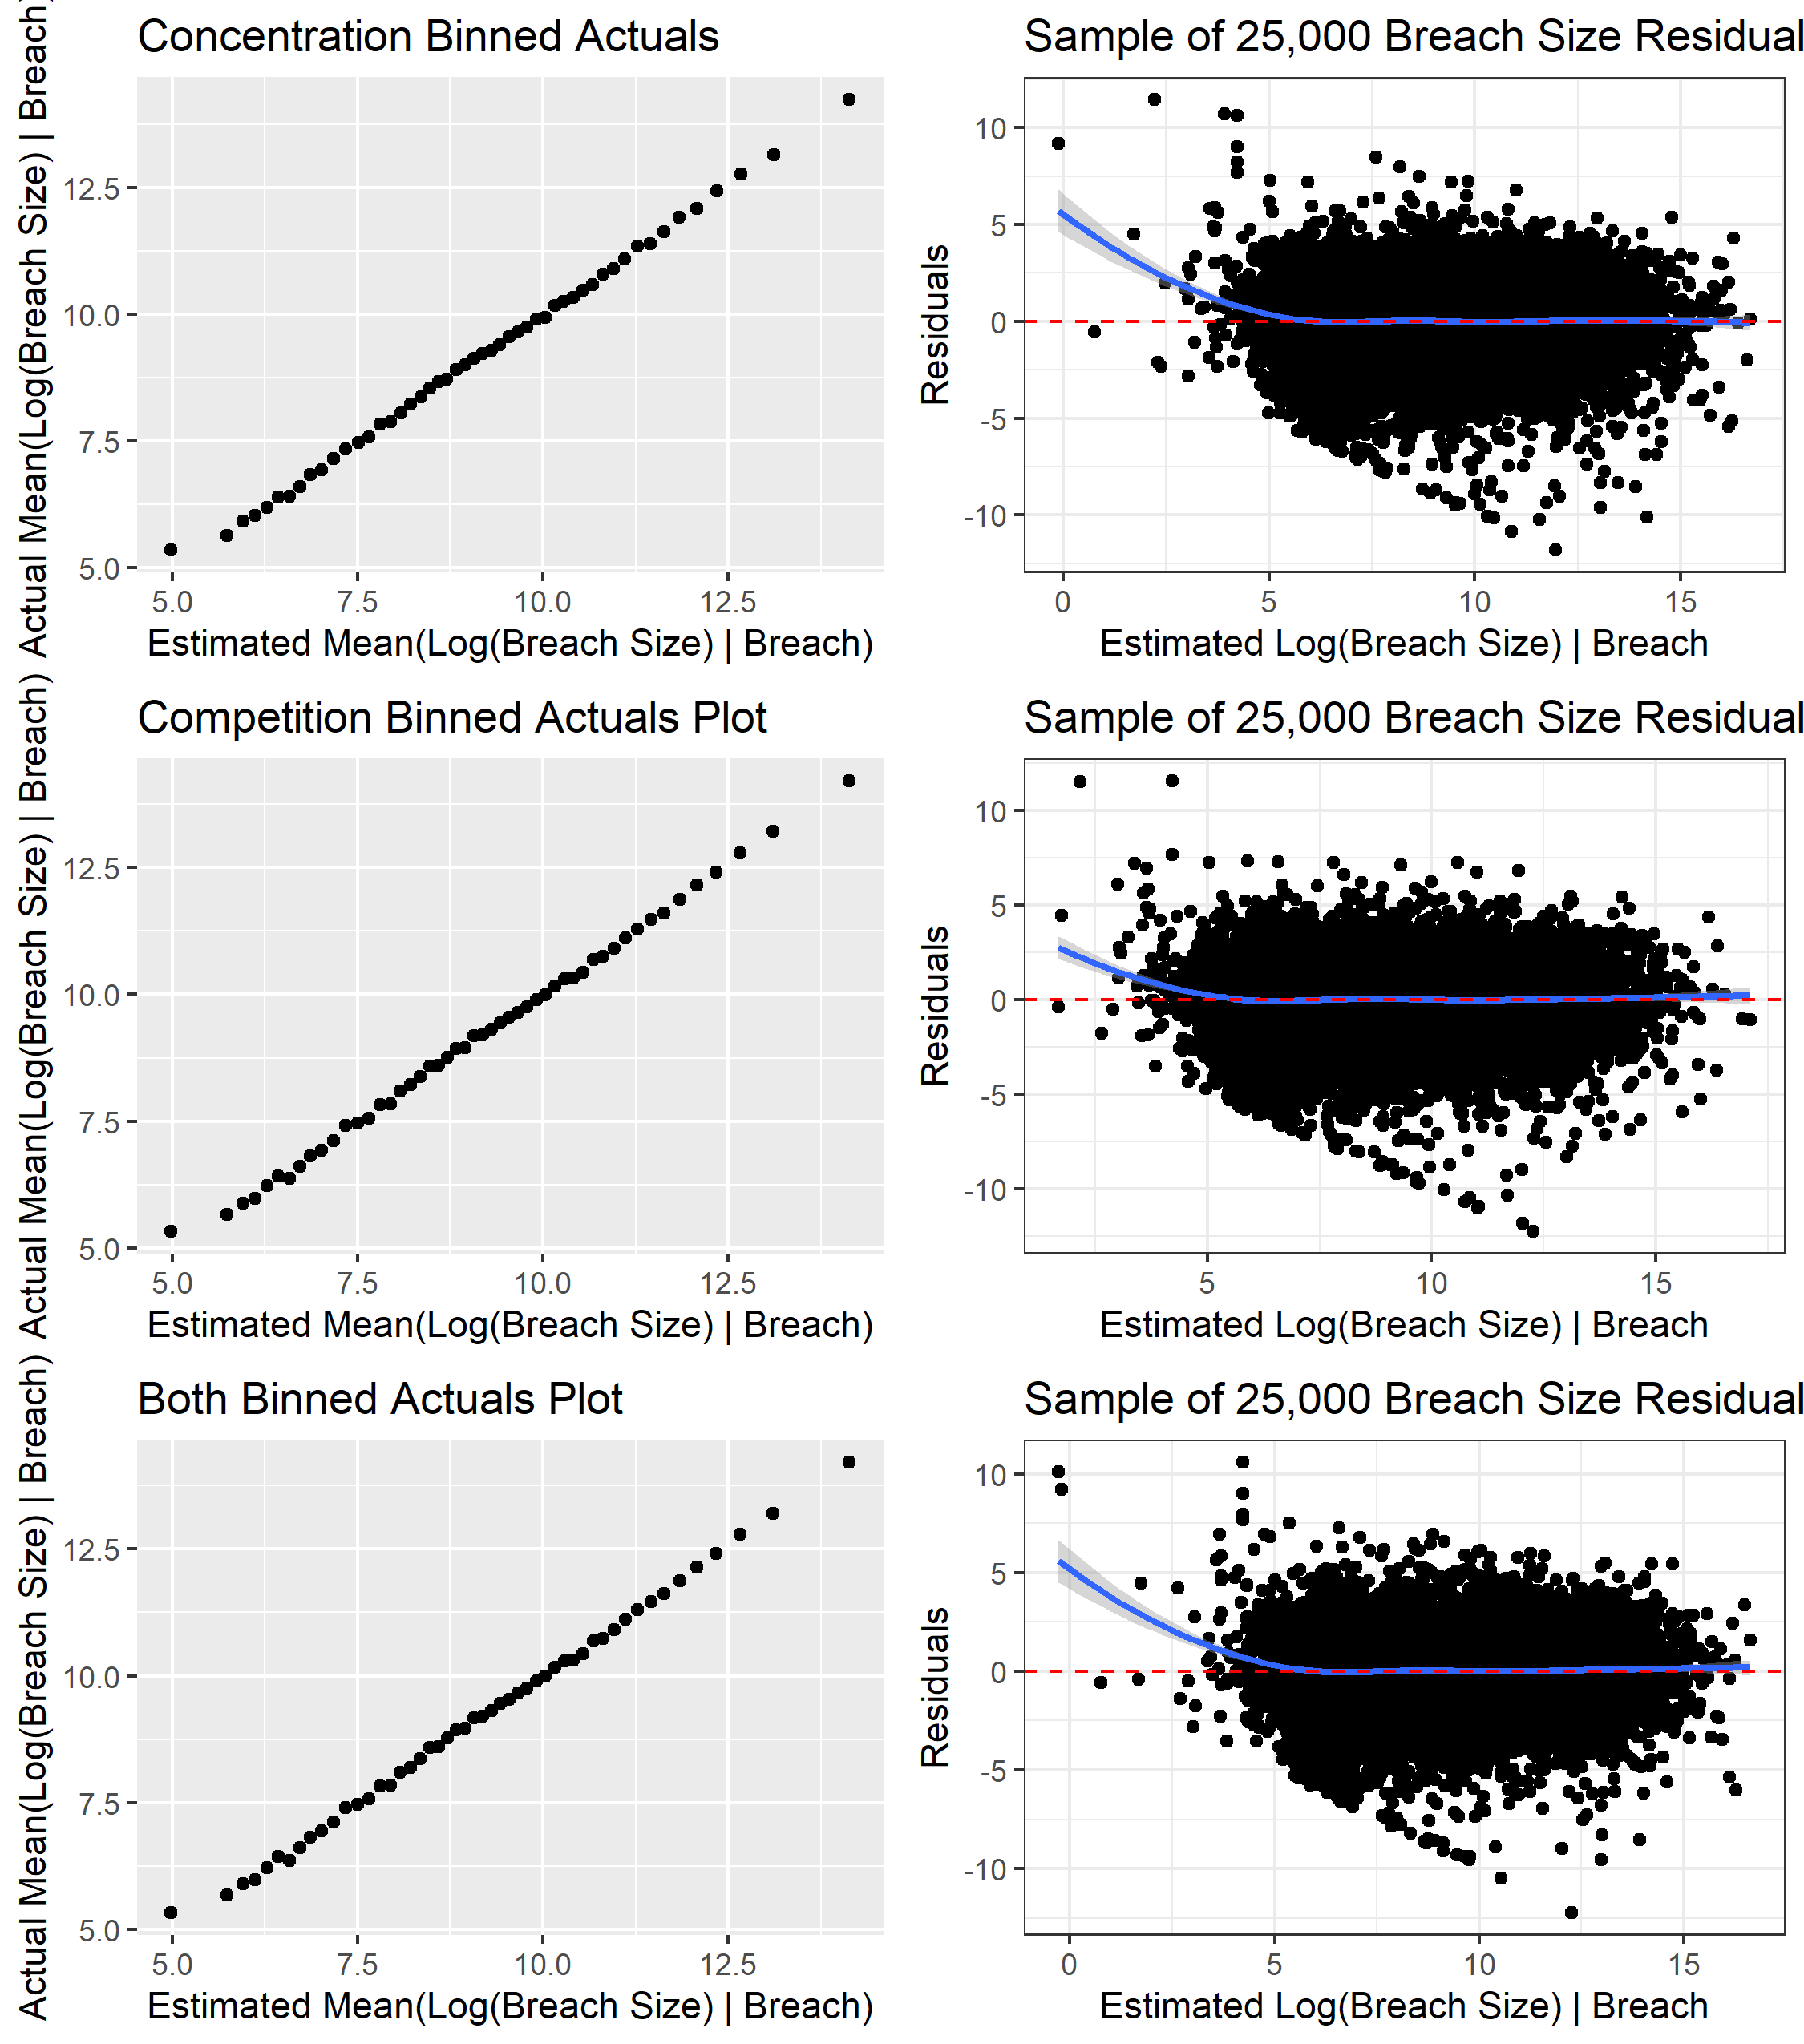 Concentration Binned Actuals
Actual Mean(Log(Breach Size) | Breach)
12.5
10.0
7.5
5.0
5.0 7.5 10.0 12.5
Estimated Mean(Log(Breach Size) | Breach)
Sample of 25,000 Breach Size Residual
Residuals
10
5
0
-5
-10
0 5 10 15
Estimated Log(Breach Size) | Breach
Competition Binned Actuals Plot
Actual Mean(Log(Breach Size) | Breach)
12.5
10.0
7.5
5.0
5.0 7.5 10.0 12.5
Estimated Mean(Log(Breach Size) | Breach)
Sample of 25,000 Breach Size Residual
Residuals
10
5
0
-5
-10
5 10 15
Estimated Log(Breach Size) | Breach
Both Binned Actuals Plot
Actual Mean(Log(Breach Size) | Breach)
12.5
10.0
7.5
5.0
5.0 7.5 10.0 12.5
Estimated Mean(Log(Breach Size) | Breach)
Sample of 25,000 Breach Size Residual
Residuals
10
5
0
-5
-10
0 5 10 15
Estimated Log(Breach Size) | Breach